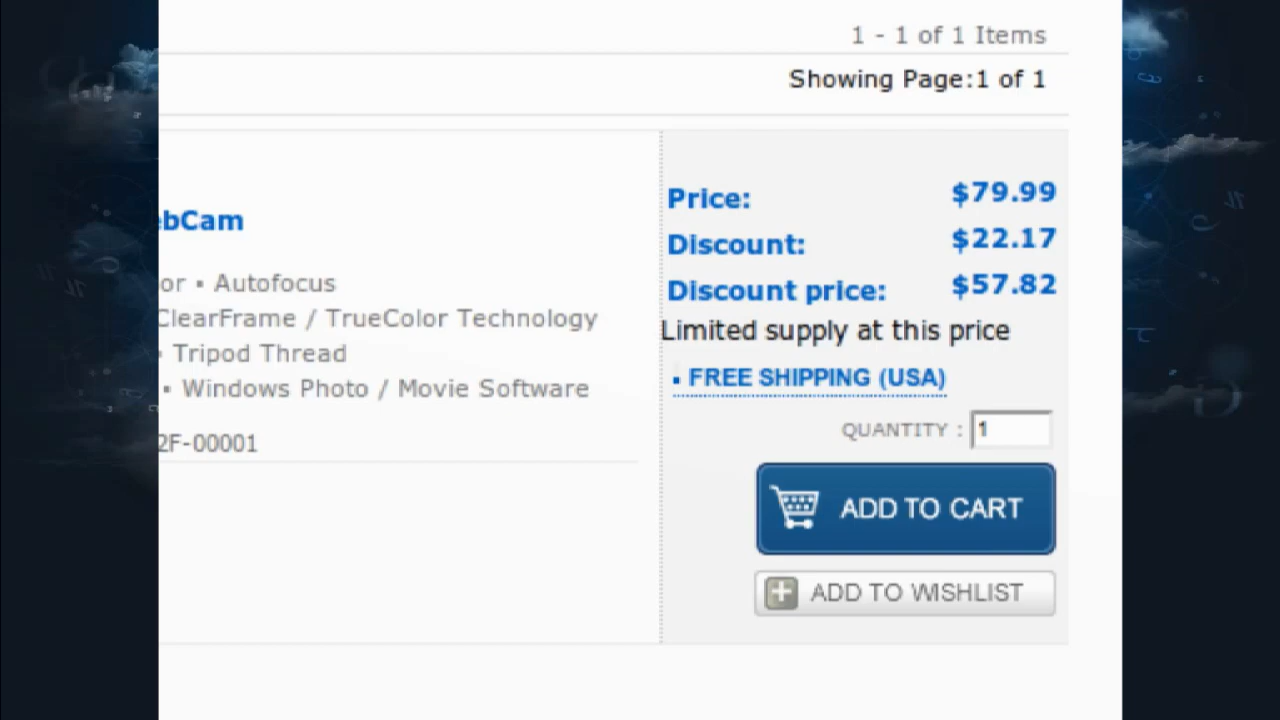 1 - 1 of 1 Items
Showing Page:1 of 1
ebCam
or ▪ Autofocus
ClearFrame / TrueColor Technology
▪ Tripod Thread
▪ Windows Photo / Movie Software
2F-00001
Price: $79.99
Discount: $22.17
Discount price: $57.82
Limited supply at this price
▪ FREE SHIPPING (USA)
QUANTITY : 1
ADD TO CART
ADD TO WISHLIST